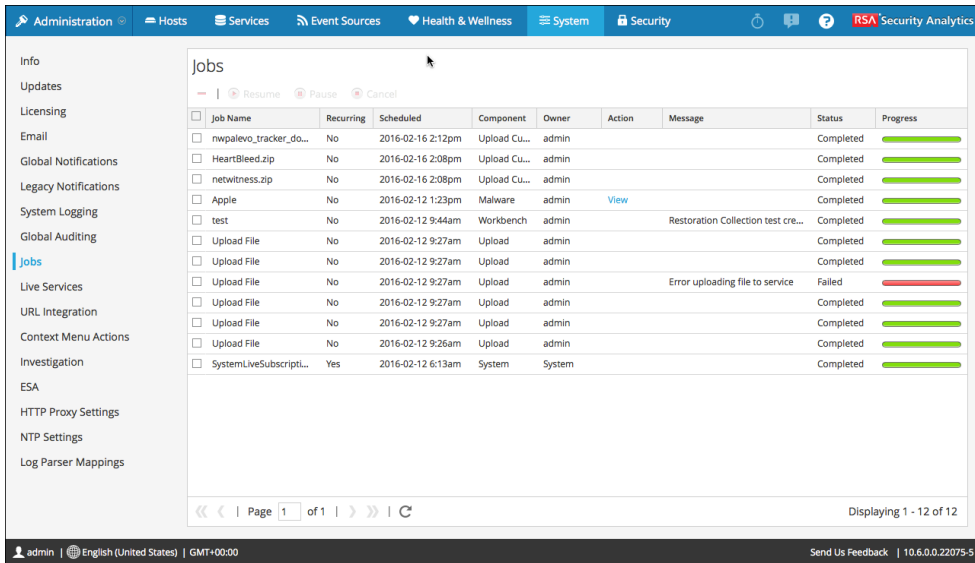 Administration Hosts Services Event Sources Health & Wellness System Security RSA Security Analytics
Info
Updates
Licensing
Email
Global Notifications
Legacy Notifications
System Logging
Global Auditing
Jobs
Live Services
URL Integration
Context Menu Actions
Investigation
ESA
HTTP Proxy Settings
NTP Settings
Log Parser Mappings
Jobs
Resume Pause Cancel
Job Name Recurring Scheduled Component Owner Action Message Status Progress
nwpalevo_tracker_do... No 2016-02-16 2:12pm Upload Cu... admin Completed
HeartBleed.zip No 2016-02-16 2:08pm Upload Cu... admin Completed
netwitness.zip No 2016-02-16 2:08pm Upload Cu... admin Completed
Apple No 2016-02-12 1:23pm Malware admin View Completed
test No 2016-02-12 9:44am Workbench admin Restoration Collection test cre... Completed
Upload File No 2016-02-12 9:27am Upload admin Completed
Upload File No 2016-02-12 9:27am Upload admin Completed
Upload File No 2016-02-12 9:27am Upload admin Error uploading file to service Failed
Upload File No 2016-02-12 9:27am Upload admin Completed
Upload File No 2016-02-12 9:27am Upload admin Completed
Upload File No 2016-02-12 9:26am Upload admin Completed
SystemLiveSubscripti... Yes 2016-02-12 6:13am System System Completed
Page 1 of 1 Displaying 1 - 12 of 12
admin | English (United States) | GMT+00:00 Send Us Feedback | 10.6.0.0.22075-5